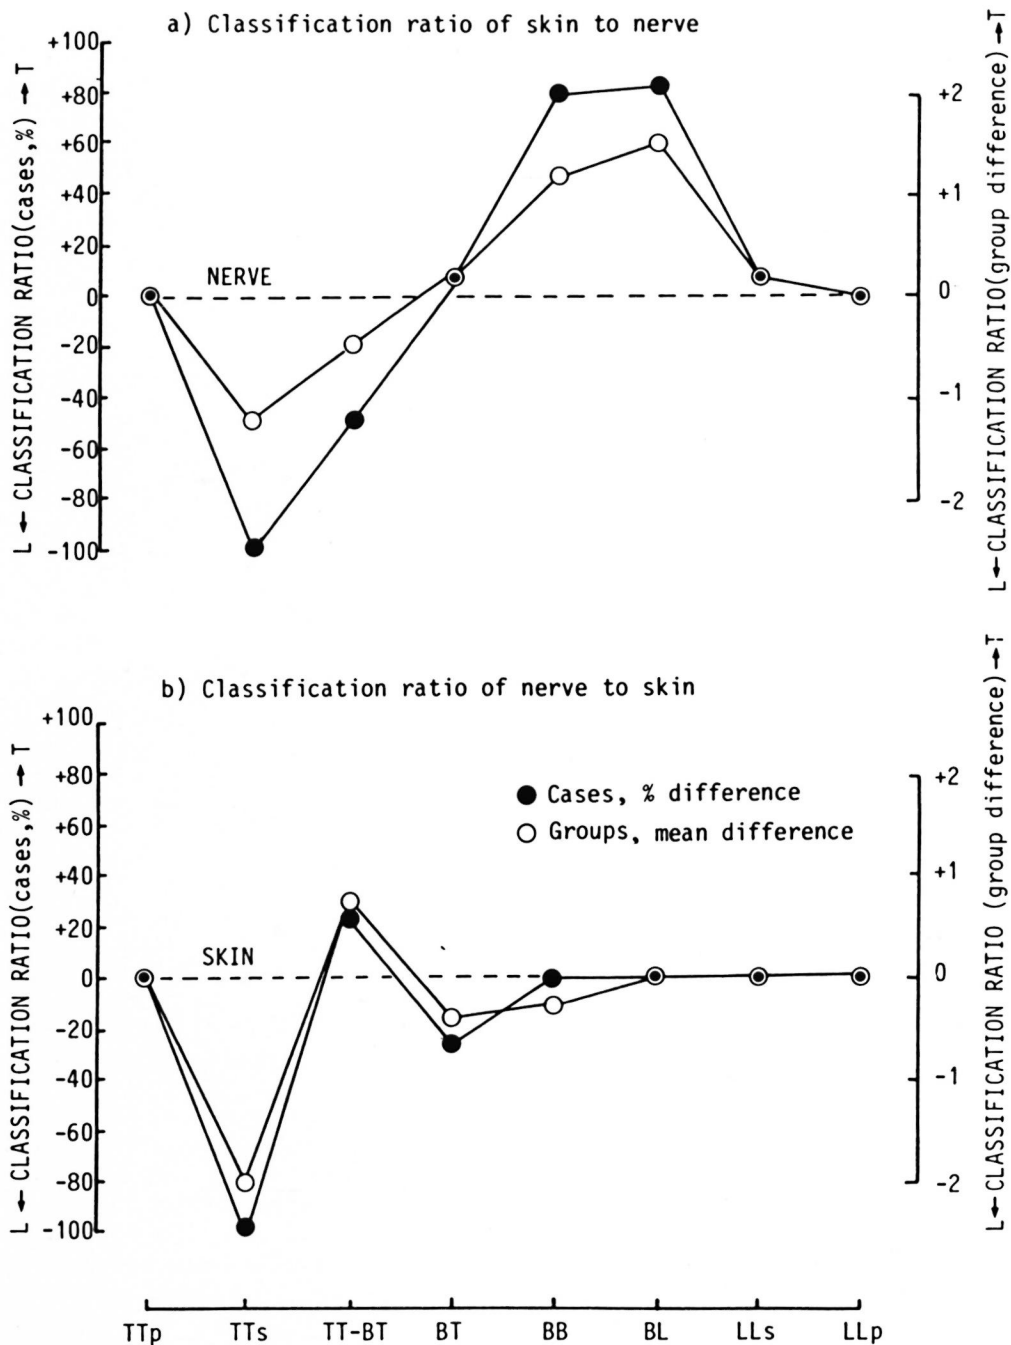 a) Classification ratio of skin to nerve
L ← CLASSIFICATION RATIO(cases,%) → T
+100
+80
+60
+40
+20
0
-20
-40
-60
-80
-100
NERVE
+2
+1
0
-1
-2
L←CLASSIFICATION RATIO(group difference)→T
b) Classification ratio of nerve to skin
L ← CLASSIFICATION RATIO(cases,%) → T
+100
+80
+60
+40
+20
0
-20
-40
-60
-80
-100
SKIN
● Cases, % difference
○ Groups, mean difference
+2
+1
0
-1
-2
L←CLASSIFICATION RATIO (group difference)→T
TTp TTs TT-BT BT BB BL LLs LLp